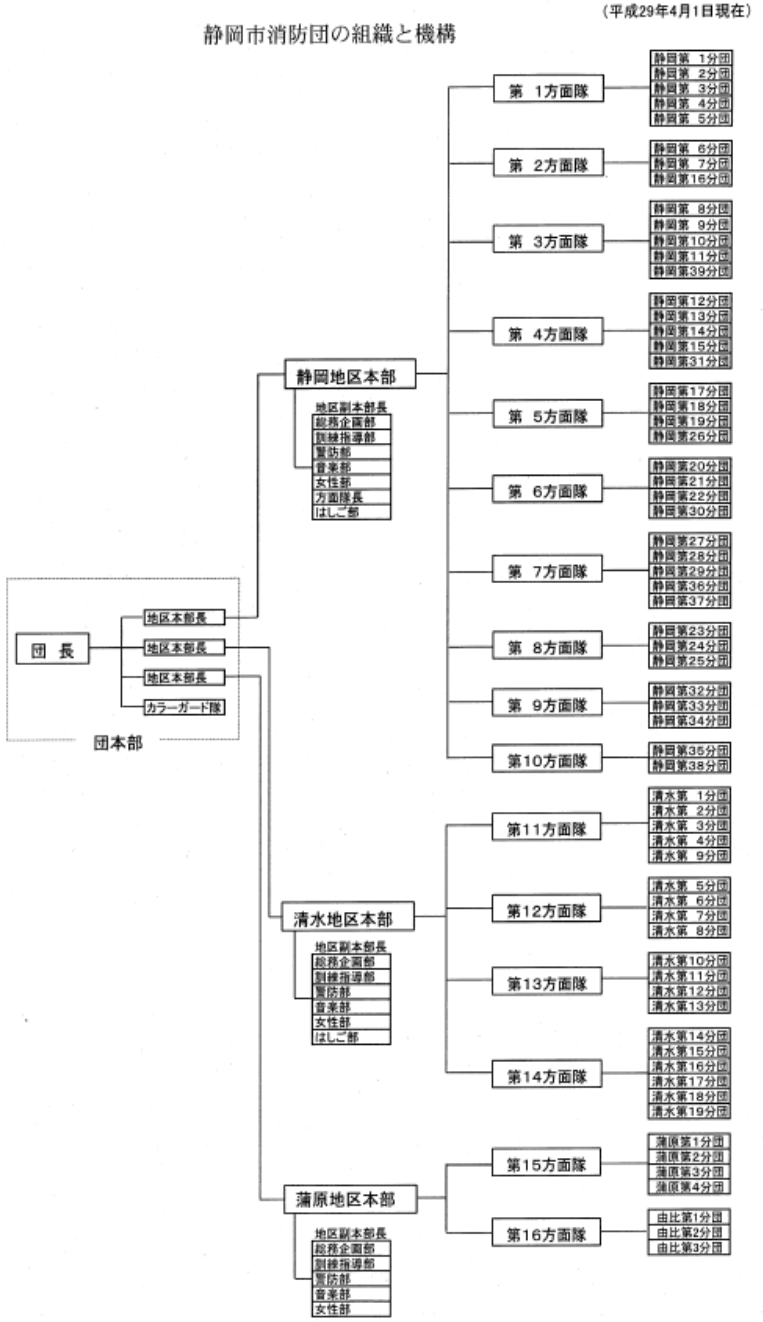 (平成29年4月1日現在)
静岡市消防団の組織と機構
団長
地区本部長
地区本部長
地区本部長
カラーガード隊
団本部
静岡地区本部
地区副本部長
総務企画部
訓練指導部
警防部
音楽部
女性部
方面隊長
はしご部
第 1方面隊
静岡第 1分団
静岡第 2分団
静岡第 3分団
静岡第 4分団
静岡第 5分団
第 2方面隊
静岡第 6分団
静岡第 7分団
静岡第16分団
第 3方面隊
静岡第 8分団
静岡第 9分団
静岡第10分団
静岡第11分団
静岡第39分団
第 4方面隊
静岡第12分団
静岡第13分団
静岡第14分団
静岡第15分団
静岡第31分団
第 5方面隊
静岡第17分団
静岡第18分団
静岡第19分団
静岡第26分団
第 6方面隊
静岡第20分団
静岡第21分団
静岡第22分団
静岡第30分団
第 7方面隊
静岡第27分団
静岡第28分団
静岡第29分団
静岡第36分団
静岡第37分団
第 8方面隊
静岡第23分団
静岡第24分団
静岡第25分団
第 9方面隊
静岡第32分団
静岡第33分団
静岡第34分団
第10方面隊
静岡第35分団
静岡第38分団
清水地区本部
地区副本部長
総務企画部
訓練指導部
警防部
音楽部
女性部
はしご部
第11方面隊
清水第 1分団
清水第 2分団
清水第 3分団
清水第 4分団
清水第 9分団
第12方面隊
清水第 5分団
清水第 6分団
清水第 7分団
清水第 8分団
第13方面隊
清水第10分団
清水第11分団
清水第12分団
清水第13分団
第14方面隊
清水第14分団
清水第15分団
清水第16分団
清水第17分団
清水第18分団
清水第19分団
蒲原地区本部
地区副本部長
総務企画部
訓練指導部
警防部
音楽部
女性部
第15方面隊
蒲原第1分団
蒲原第2分団
蒲原第3分団
蒲原第4分団
第16方面隊
由比第1分団
由比第2分団
由比第3分団